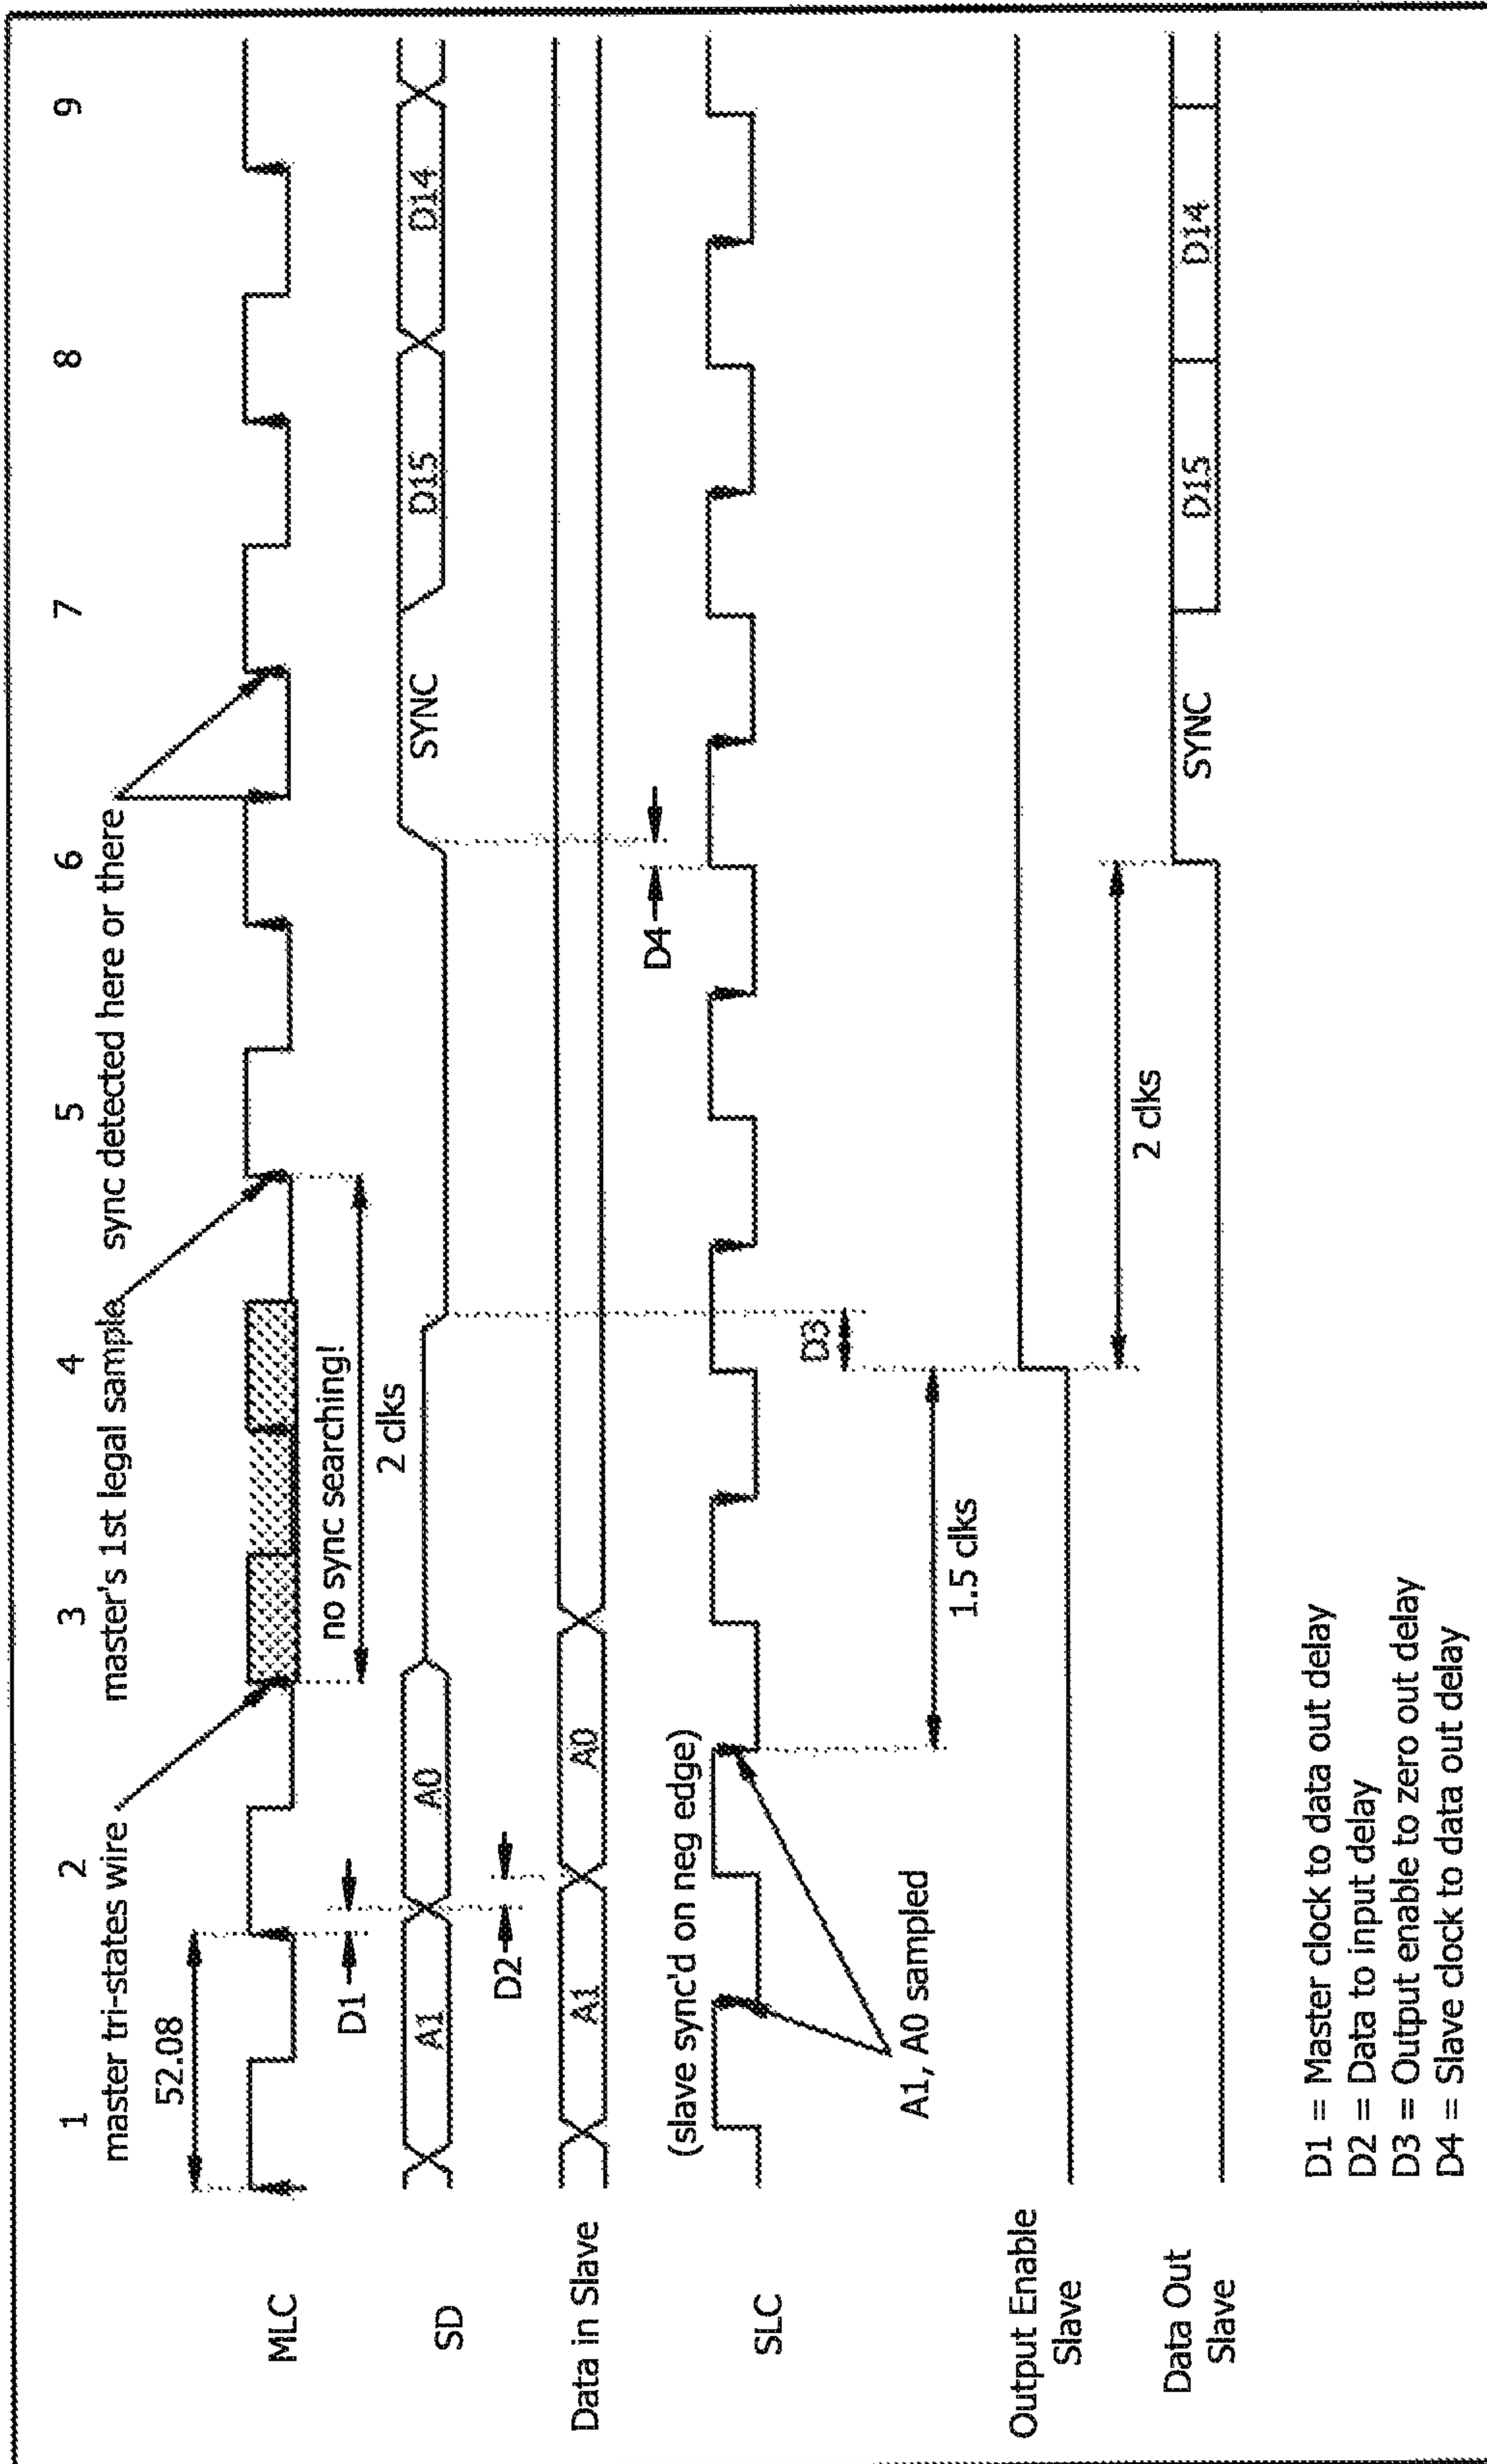 1 2 3 4 5 6 7 8 9
master tri-states wire master's 1st legal sample sync detected here or there
52.08
MLC
no sync searching!
2 clks
D1
SD
A1 A0 SYNC D15 D14
D2
Data in Slave
A1 A0
D4
(slave sync'd on neg edge)
SLC
D3
A1, A0 sampled
1.5 clks
Output Enable
Slave
2 clks
Data Out
Slave
SYNC D15 D14
D1 = Master clock to data out delay
D2 = Data to input delay
D3 = Output enable to zero out delay
D4 = Slave clock to data out delay